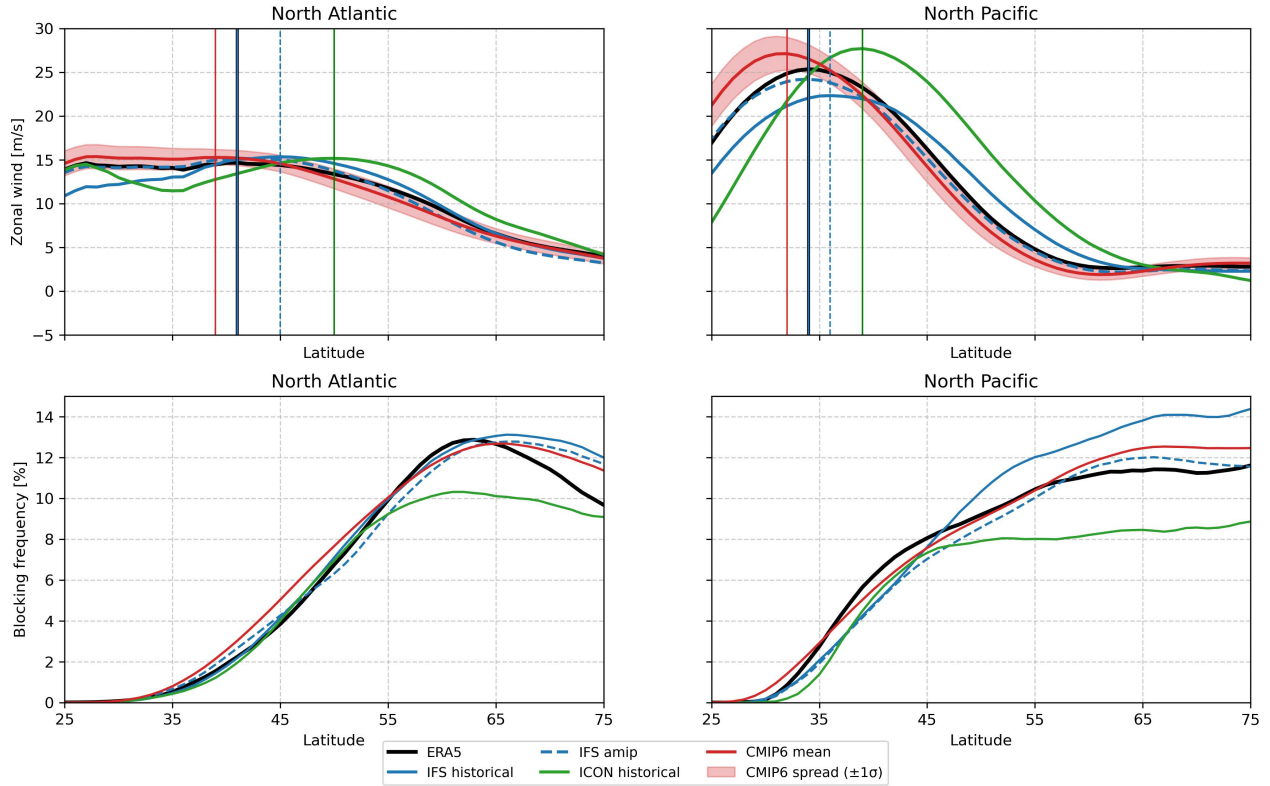 North Atlantic
North Pacific
Zonal wind [m/s]
30
25
20
15
10
5
0
−5
Latitude
Latitude
North Atlantic
North Pacific
Blocking frequency [%]
14
12
10
8
6
4
2
0
25 35 45 55 65 75
25 35 45 55 65 75
Latitude
Latitude
ERA5 IFS amip CMIP6 mean
IFS historical ICON historical CMIP6 spread (±1σ)